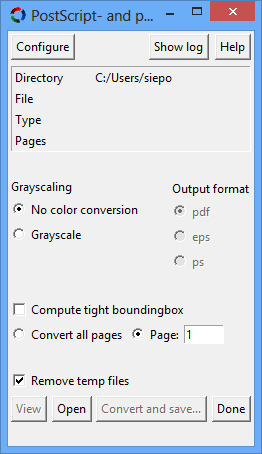 PostScript- and p...
Configure Show log Help
Directory C:/Users/siepo
File
Type
Pages
Grayscaling Output format
No color conversion pdf
Grayscale eps
ps
Compute tight boundingbox
Convert all pages Page: 1
Remove temp files
View Open Convert and save... Done